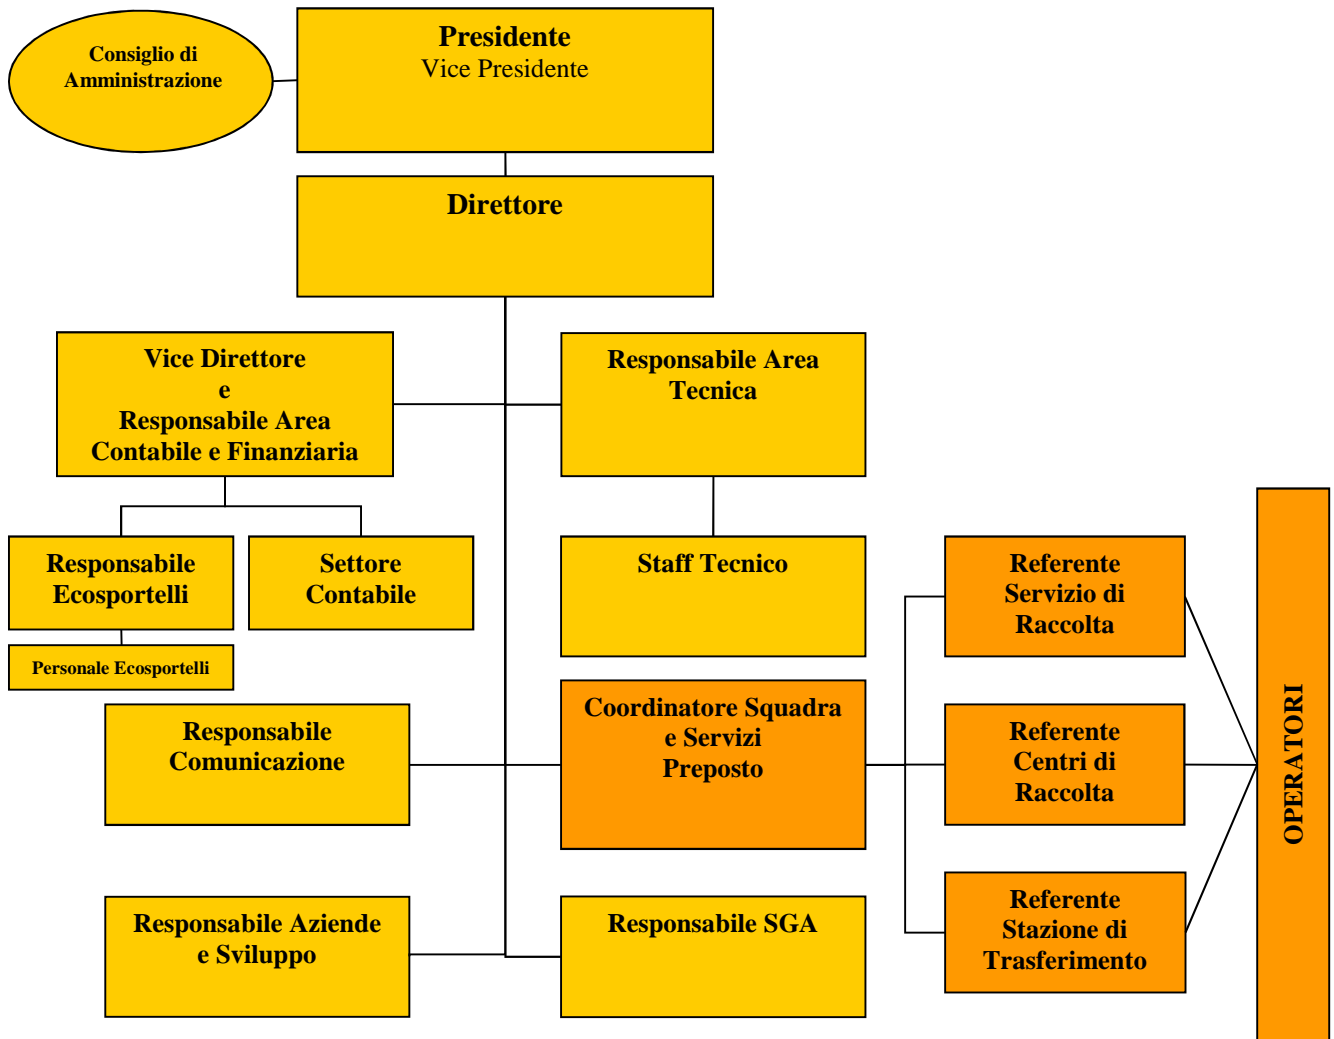 Consiglio di
Amministrazione
Presidente
Vice Presidente
Direttore
Vice Direttore
e
Responsabile Area
Contabile e Finanziaria
Responsabile Area
Tecnica
Responsabile
Ecosportelli
Settore
Contabile
Staff Tecnico
Referente
Servizio di
Raccolta
Personale Ecosportelli
Responsabile
Comunicazione
Coordinatore Squadra
e Servizi
Preposto
Referente
Centri di
Raccolta
OPERATORI
Responsabile Aziende
e Sviluppo
Responsabile SGA
Referente
Stazione di
Trasferimento